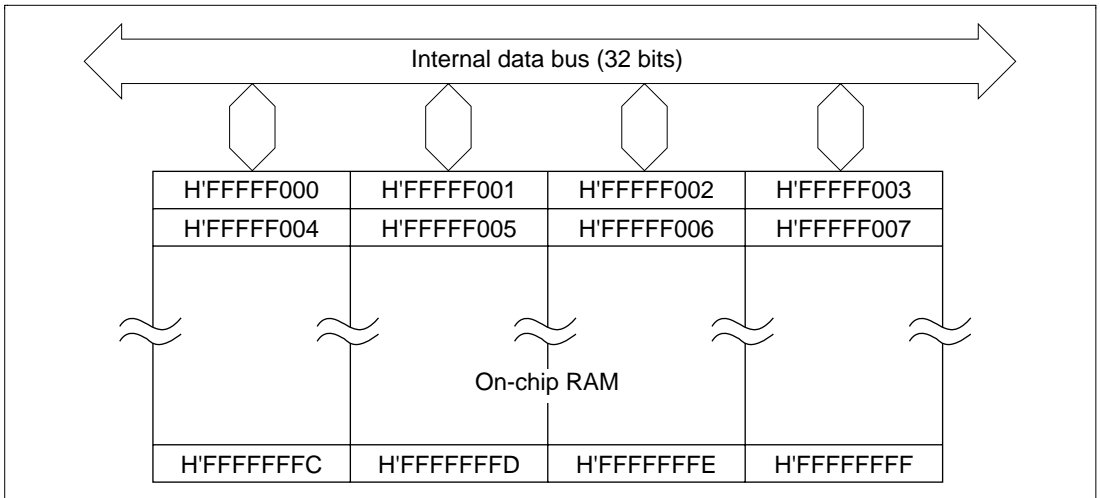 Internal data bus (32 bits)
H'FFFFF000 H'FFFFF001 H'FFFFF002 H'FFFFF003
H'FFFFF004 H'FFFFF005 H'FFFFF006 H'FFFFF007
On-chip RAM
H'FFFFFFFC H'FFFFFFFD H'FFFFFFFE H'FFFFFFFF